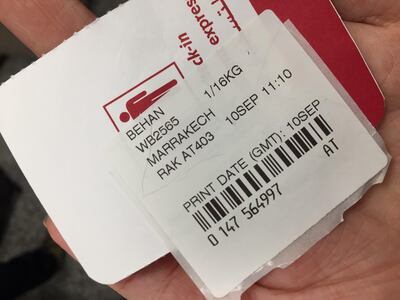 express
ck-in
BEHAN
WB2565 1/16KG
MARRAKECH
RAK AT403 10SEP 11:10
PRINT DATE (GMT): 10SEP
AT
0 147 564997